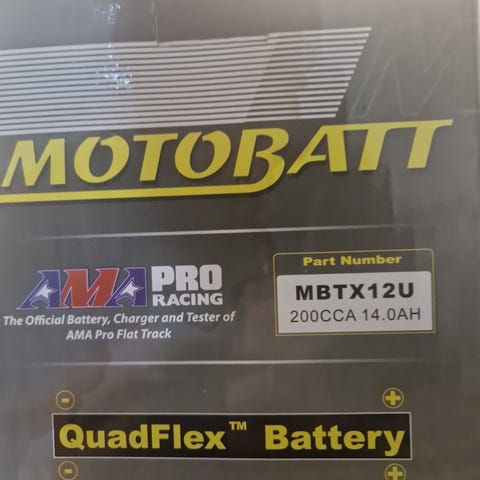 MOTOBATT
Part Number
MBTX12U
200CCA 14.0AH
AMA PRO
RACING
The Official Battery, Charger and Tester of
AMA Pro Flat Track
- +
QuadFlex™ Battery
- +